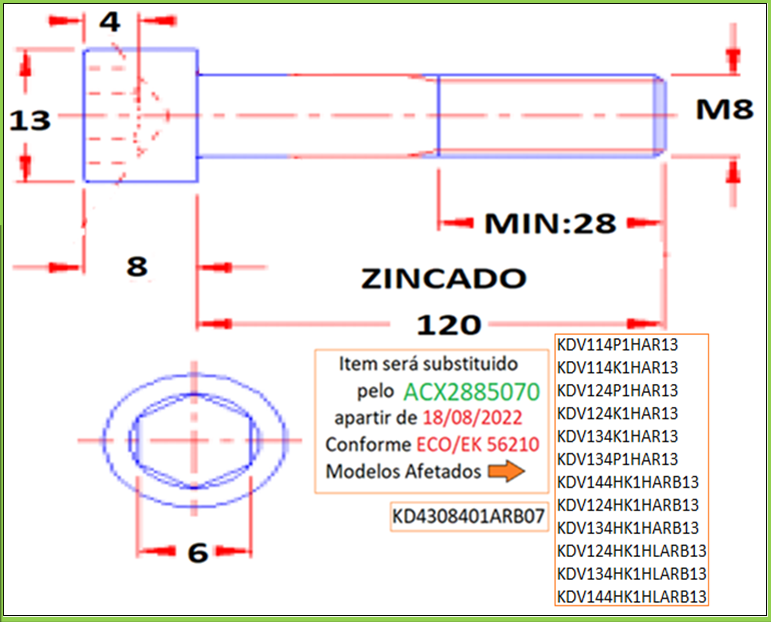 4
13
M8
MIN:28
8
ZINCADO
120
Item será substituido
pelo ACX2885070
apartir de 18/08/2022
Conforme ECO/EK 56210
Modelos Afetados
KDV114P1HAR13
KDV114K1HAR13
KDV124P1HAR13
KDV124K1HAR13
KDV134K1HAR13
KDV134P1HAR13
KDV144HK1HARB13
KDV124HK1HARB13
KDV134HK1HARB13
KDV124HK1HLARB13
KDV134HK1HLARB13
KDV144HK1HLARB13
KD4308401ARB07
6